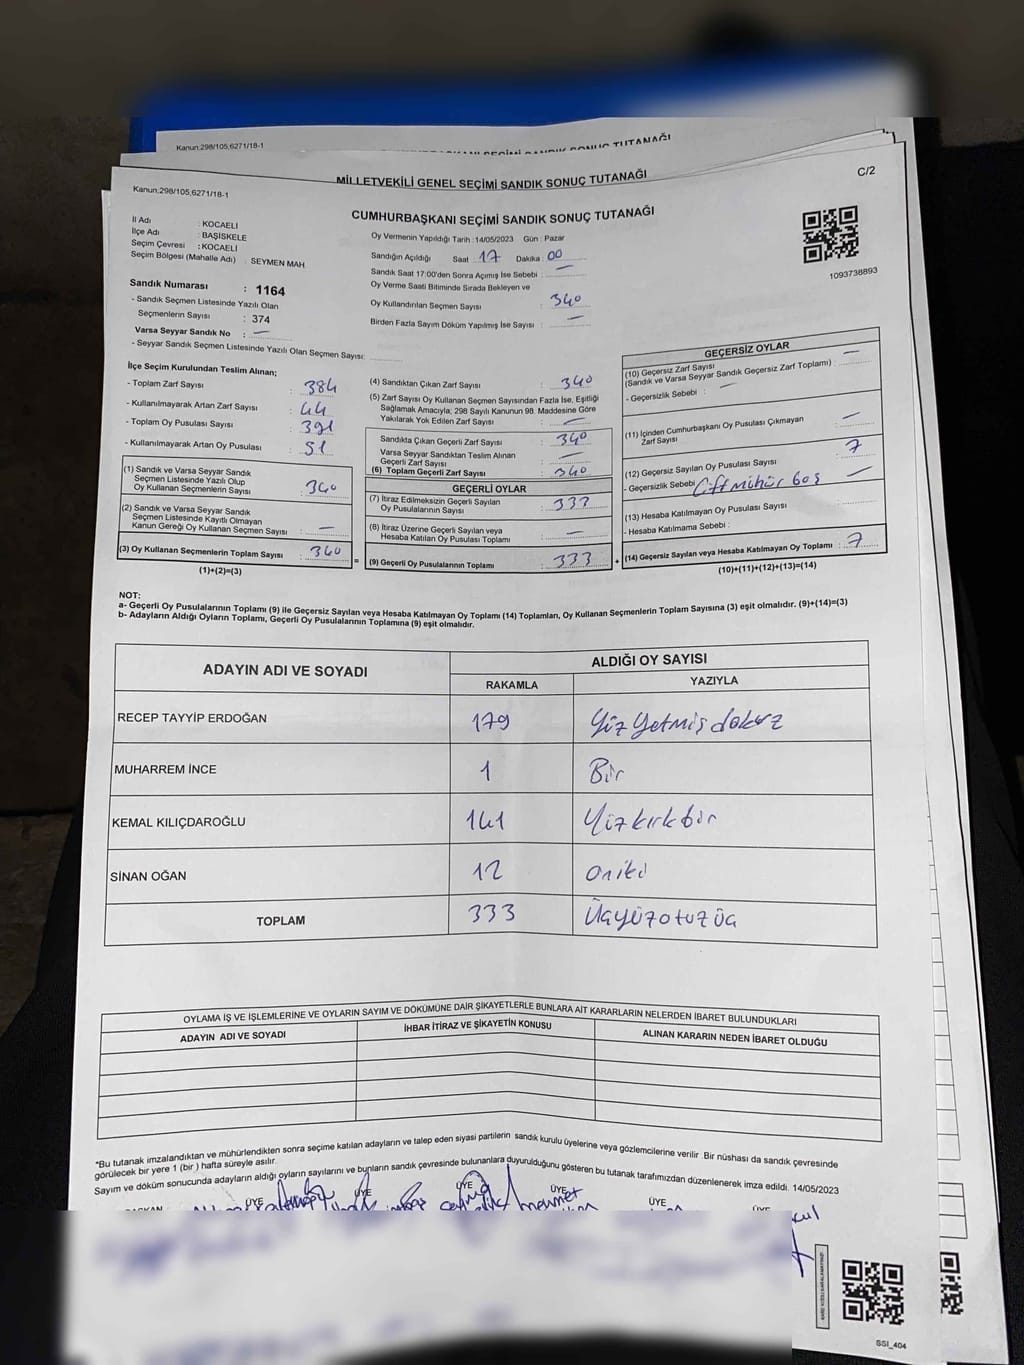 Kanun:298/105,6271/18-1
MİLLETVEKİLİ GENEL SEÇİMİ SANDIK SONUÇ TUTANAĞI
Kanun:298/105,6271/18-1
C/2
CUMHURBAŞKANI SEÇİMİ SANDIK SONUÇ TUTANAĞI
İl Adı : KOCAELİ
İlçe Adı : BAŞİSKELE
Seçim Çevresi : KOCAELİ
Seçim Bölgesi (Mahalle Adı) : SEYMEN MAH
Sandık Numarası : 1164
- Sandık Seçmen Listesinde Yazılı Olan
Seçmenlerin Sayısı : 374
Varsa Seyyar Sandık No : —
- Seyyar Sandık Seçmen Listesinde Yazılı Olan Seçmen Sayısı:
Oy Vermenin Yapıldığı Tarih :14/05/2023 Gün : Pazar
Sandığın Açıldığı Saat : 17 Dakika : 00
Sandık Saat 17:00'den Sonra Açımış İse Sebebi : —
Oy Verme Saati Bitiminde Sırada Bekleyen ve
Oy Kullandırılan Seçmen Sayısı : 340
Birden Fazla Sayım Döküm Yapılmış İse Sayısı : —
1093738893
İlçe Seçim Kurulundan Teslim Alınan;
- Toplam Zarf Sayısı : 384
- Kullanılmayarak Artan Zarf Sayısı : 44
- Toplam Oy Pusulası Sayısı : 391
- Kullanılmayarak Artan Oy Pusulası : 51
(1) Sandık ve Varsa Seyyar Sandık
Seçmen Listesinde Yazılı Olup
Oy Kullanan Seçmenlerin Sayısı : 340
(2) Sandık ve Varsa Seyyar Sandık
Seçmen Listesinde Kayıtlı Olmayan
Kanun Gereği Oy Kullanan Seçmen Sayısı : —
(3) Oy Kullanan Seçmenlerin Toplam Sayısı : 340
(1)+(2)=(3)
(4) Sandıktan Çıkan Zarf Sayısı : 340
(5) Zarf Sayısı Oy Kullanan Seçmen Sayısından Fazla İse, Eşitliği
Sağlamak Amacıyla; 298 Sayılı Kanunun 98. Maddesine Göre
Yakılarak Yok Edilen Zarf Sayısı : —
Sandıkta Çıkan Geçerli Zarf Sayısı : 340
Varsa Seyyar Sandıktan Teslim Alınan
Geçerli Zarf Sayısı : —
(6) Toplam Geçerli Zarf Sayısı : 340
GEÇERLİ OYLAR
(7) İtiraz Edilmeksizin Geçerli Sayılan
Oy Pusulasının Sayısı : 333
(8) İtiraz Üzerine Geçerli Sayılan veya
Hesaba Katılan Oy Pusulası Toplamı : —
= (9) Geçerli Oy Pusulalarının Toplamı : 333 +
GEÇERSİZ OYLAR
(10) Geçersiz Zarf Sayısı : —
(Sandık ve Varsa Seyyar Sandık Geçersiz Zarf Toplamı)
- Geçersizlik Sebebi : —
(11) İçinden Cumhurbaşkanı Oy Pusulası Çıkmayan
Zarf Sayısı : —
(12) Geçersiz Sayılan Oy Pusulası Sayısı : 7
- Geçersizlik Sebebi Çift mühür boş
(13) Hesaba Katılmayan Oy Pusulası Sayısı : —
- Hesaba Katılmama Sebebi :
(14) Geçersiz Sayılan veya Hesaba Katılmayan Oy Toplamı : 7
(10)+(11)+(12)+(13)=(14)
NOT:
a- Geçerli Oy Pusulalarının Toplamı (9) ile Geçersiz Sayılan veya Hesaba Katılmayan Oy Toplamı (14) Toplamları, Oy Kullanan Seçmenlerin Toplam Sayısına (3) eşit olmalıdır. (9)+(14)=(3)
b- Adayların Aldığı Oyların Toplamı, Geçerli Oy Pusulalarının Toplamına (9) eşit olmalıdır.
ADAYIN ADI VE SOYADI
ALDIĞI OY SAYISI
RAKAMLA YAZIYLA
RECEP TAYYİP ERDOĞAN 179 Yüz yetmiş dokuz
MUHARREM İNCE 1 Bir
KEMAL KILIÇDAROĞLU 141 Yüzkırkbir
SİNAN OĞAN 12 oniki
TOPLAM 333 Üçyüzotuzüç
OYLAMA İŞ VE İŞLEMLERİNE VE OYLARIN SAYIM VE DÖKÜMÜNE DAİR ŞİKAYETLERLE BUNLARA AİT KARARLARIN NELERDEN İBARET BULUNDUKLARI
ADAYIN ADI VE SOYADI İHBAR İTİRAZ VE ŞİKAYETİN KONUSU ALINAN KARARIN NEDEN İBARET OLDUĞU
*Bu tutanak imzalandıktan ve mühürlendikten sonra seçime katılan adayların ve talep eden siyasi partilerin sandık kurulu üyelerine veya gözlemcilerine verilir. Bir nüshası da sandık çevresinde
görülecek bir yere 1 (bir ) hafta süreyle asılır.
Sayım ve döküm sonucunda adayların aldığı oyların sayılarını ve bunların sandık çevresinde bulunanlara duyurulduğunu gösteren bu tutanak tarafımızdan düzenlenerek imza edildi. 14/05/2023
BAŞKAN ÜYE ÜYE ÜYE ÜYE ÜYE ÜYE
mehmet
SSI_404